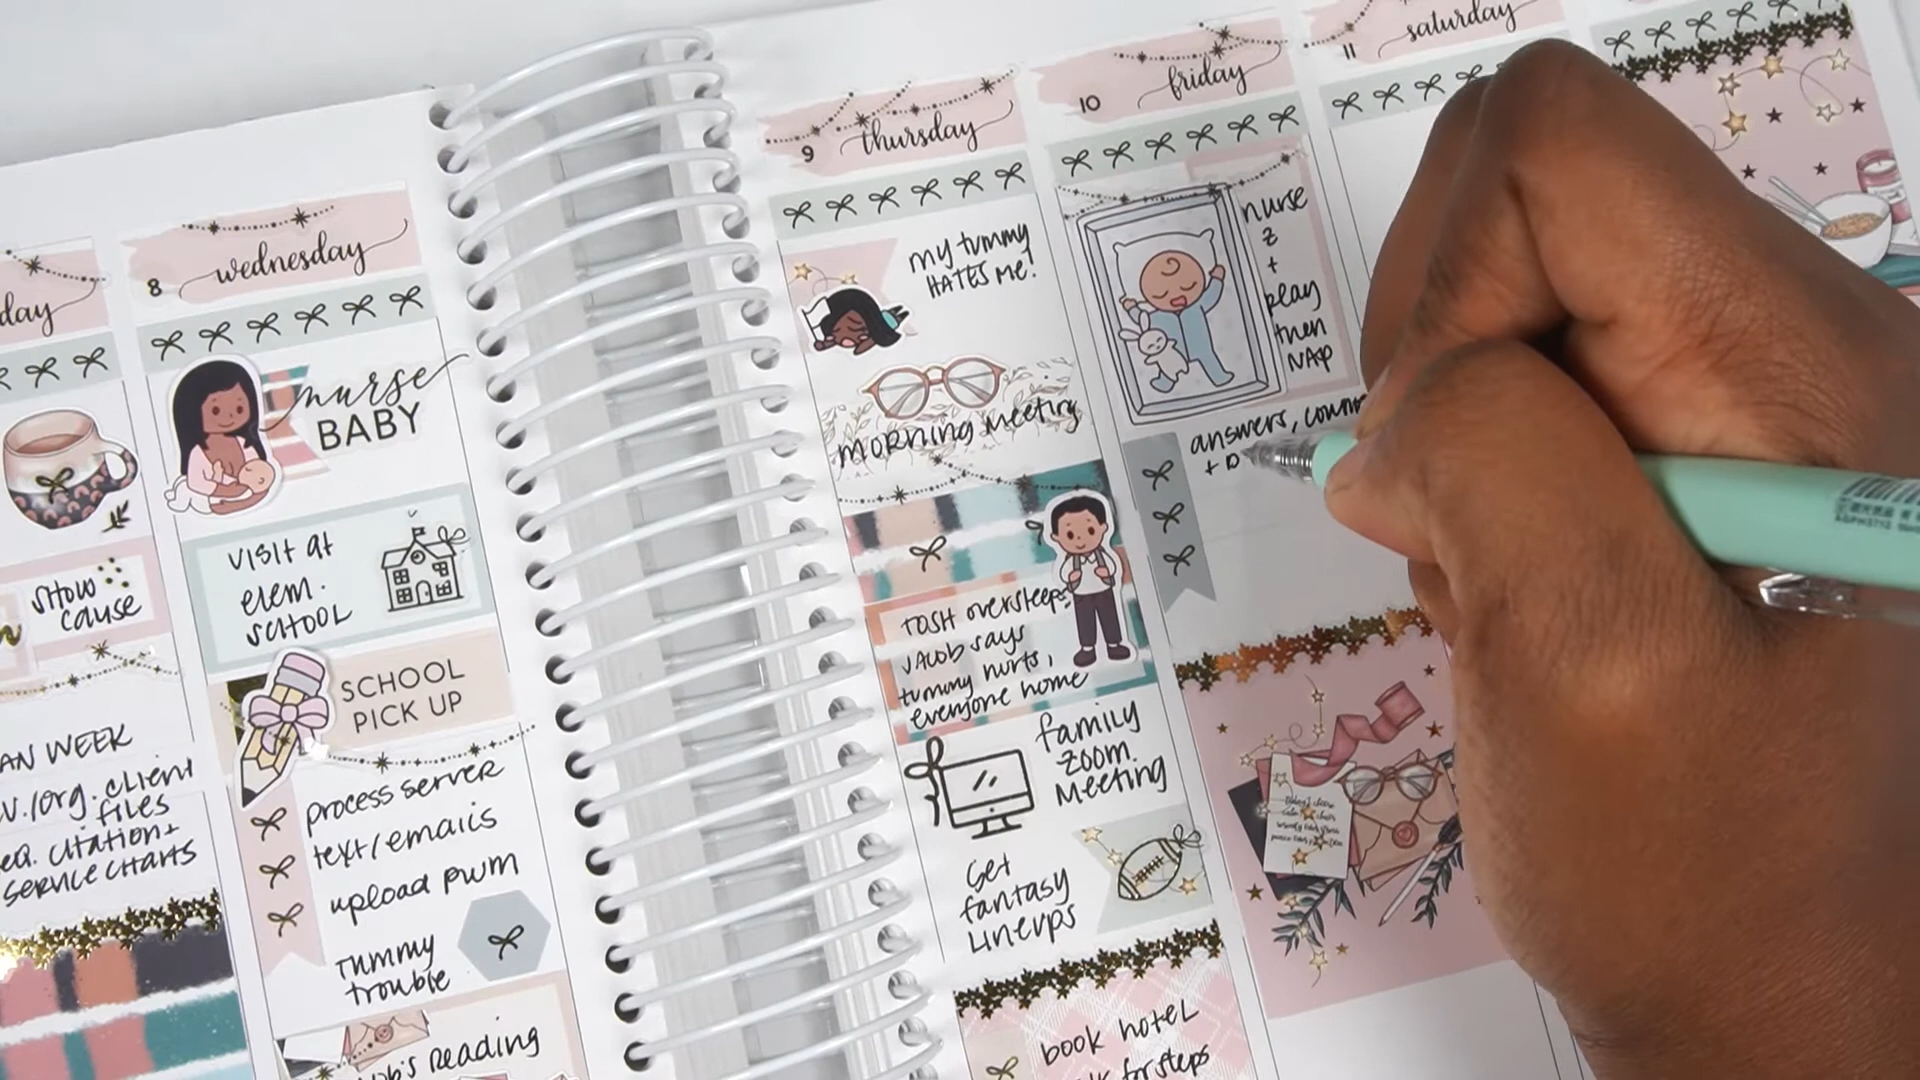 day
SHOW
CAUSE
AN WEEK
V./org. client
files
citation +
SERVICE CHARTS
8 wednesday
nurse
BABY
VISIT at
elem.
SCHOOL
SCHOOL
PICK UP
process server
text/emails
upload pwm
TUMMY
trouble
Reading
9 thursday
my tummy
HATES me!
MORNING Meeting
TOSH oversleeps
JACOB says
tummy hurts,
everyone home
family
zoom
Meeting
Get
fantasy
LINEUPS
book hotel
for steps
10 friday
nurse
z
+
play
then
NAP
answers,
+ D
11 saturday